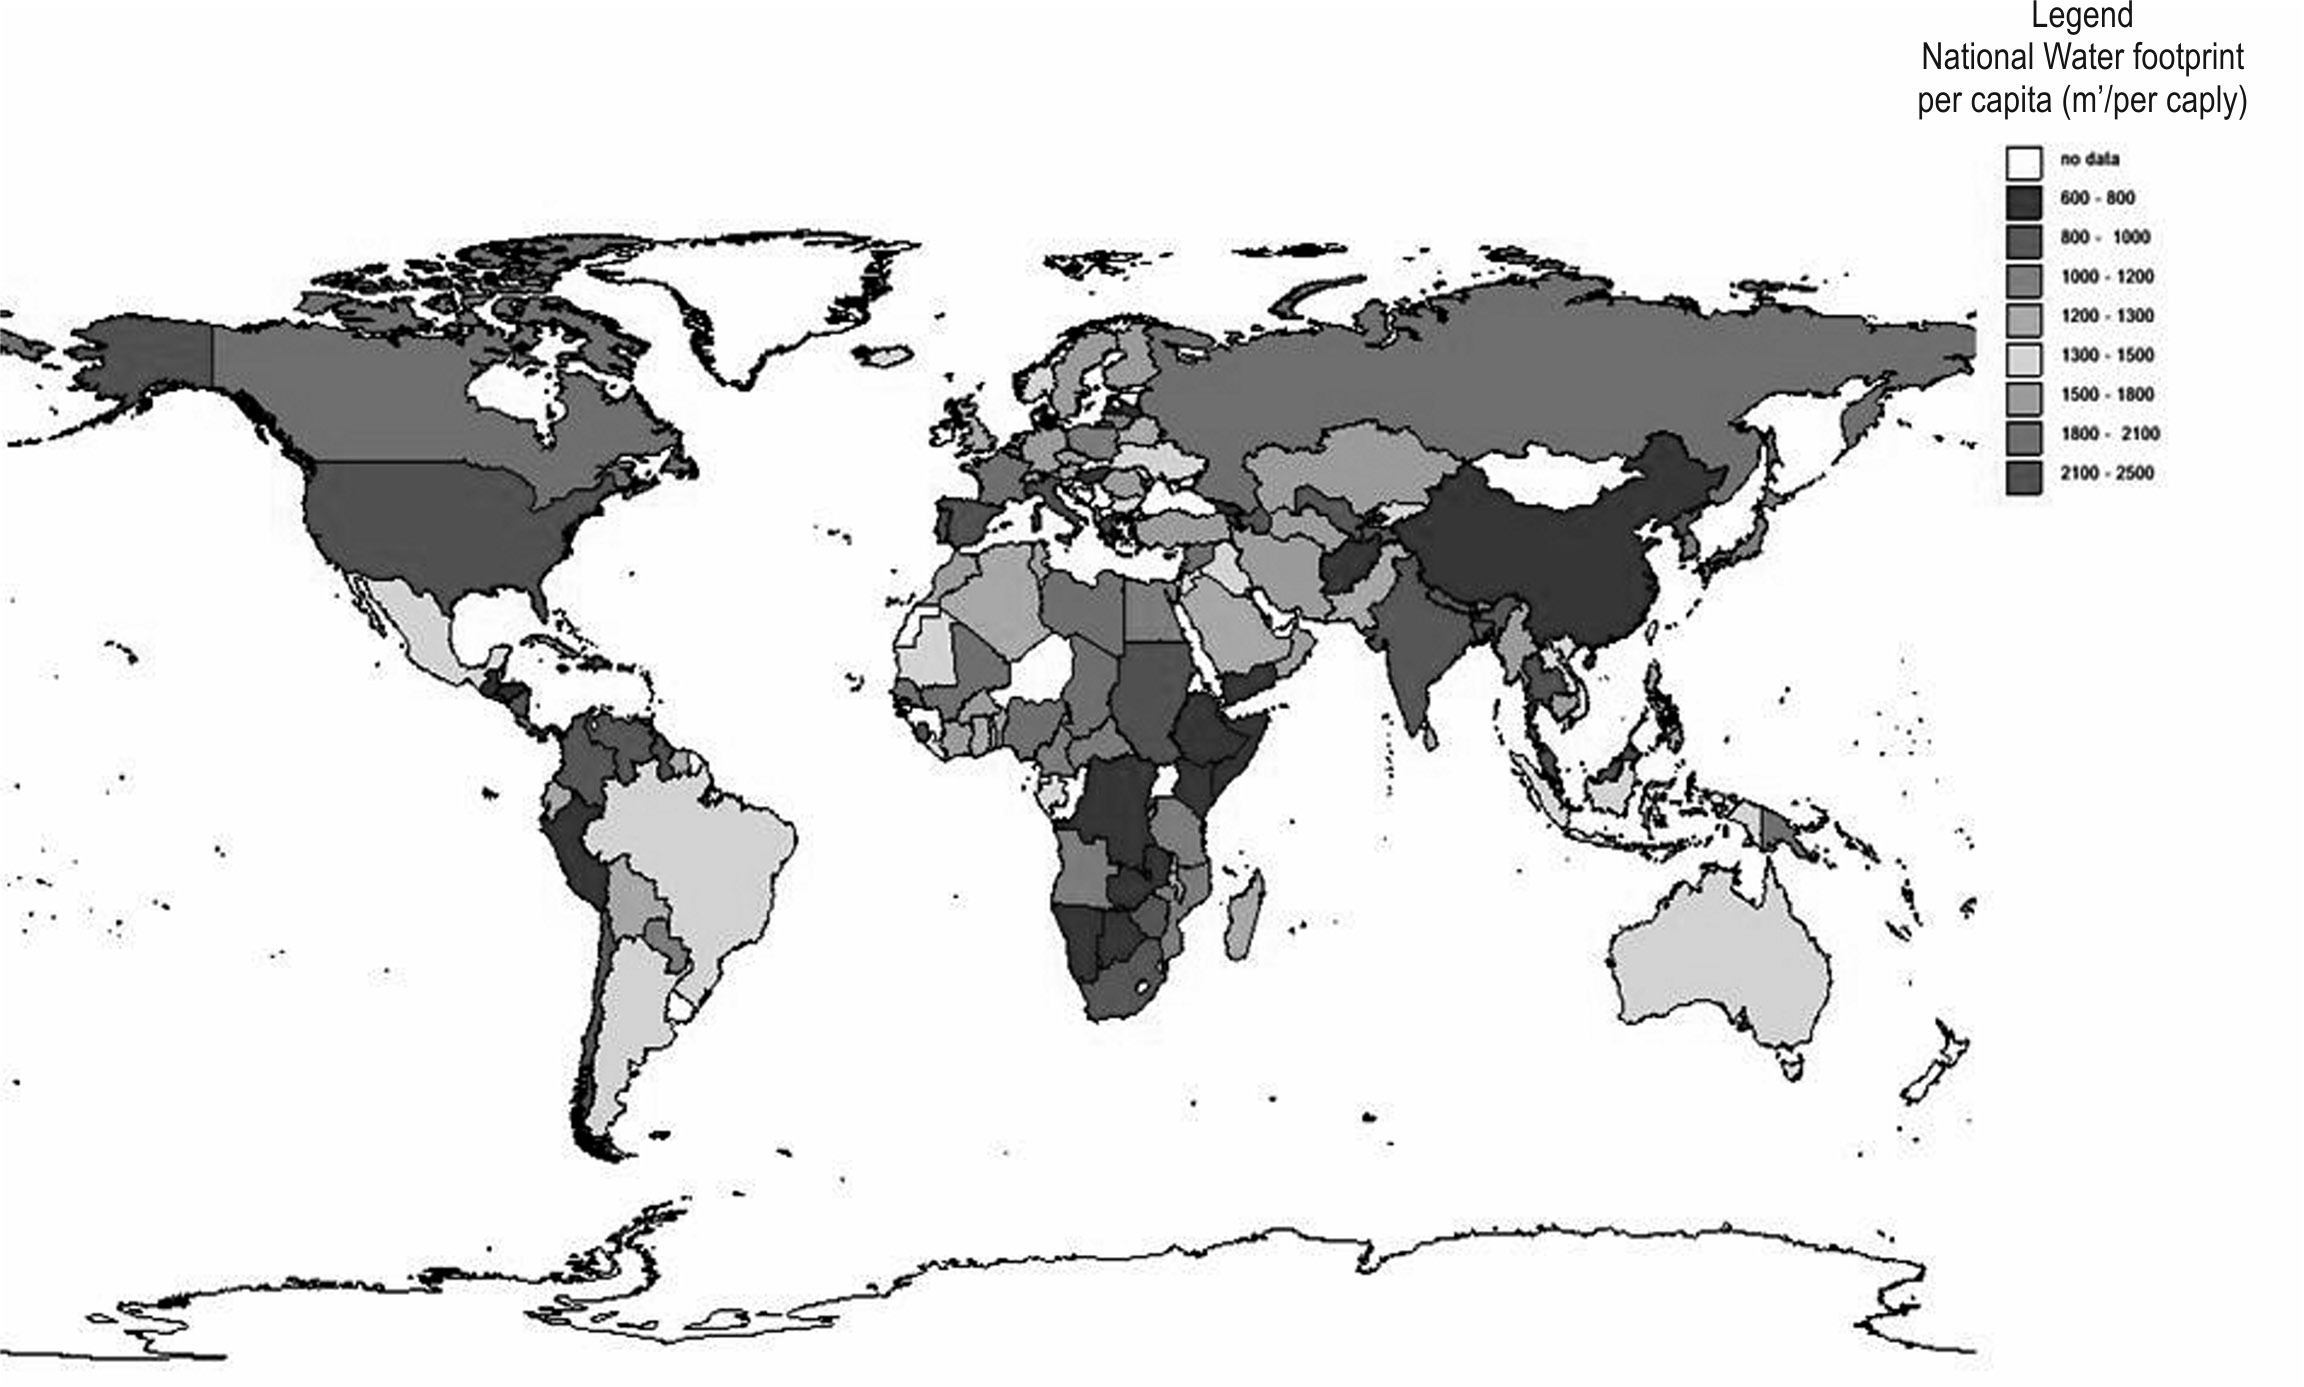 Legend
National Water footprint
per capita (m’/per caply)
no data
600 - 800
800 - 1000
1000 - 1200
1200 - 1300
1300 - 1500
1500 - 1800
1800 - 2100
2100 - 2500